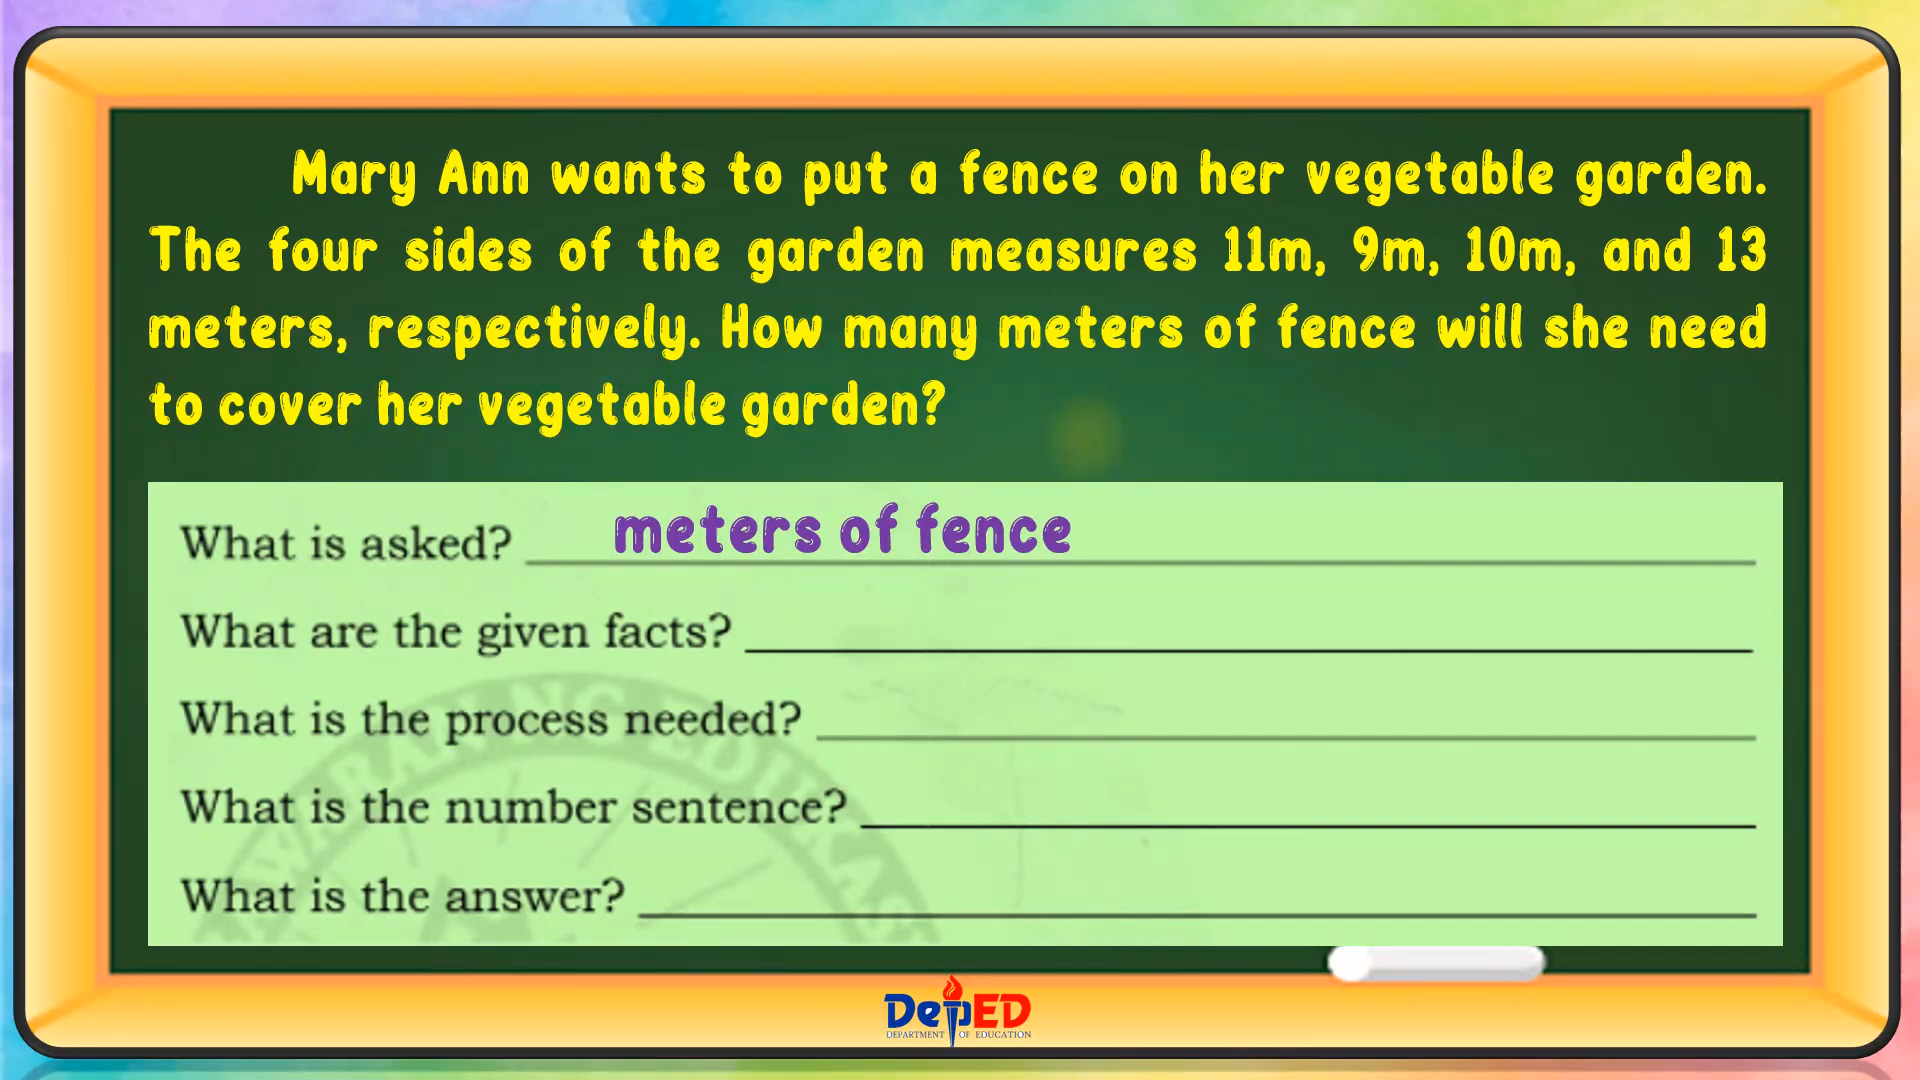 Mary Ann wants to put a fence on her vegetable garden.
The four sides of the garden measures 11m, 9m, 10m, and 13
meters, respectively. How many meters of fence will she need
to cover her vegetable garden?
What is asked? meters of fence
What are the given facts?
What is the process needed?
What is the number sentence?
What is the answer?
DepED
DEPARTMENT OF EDUCATION